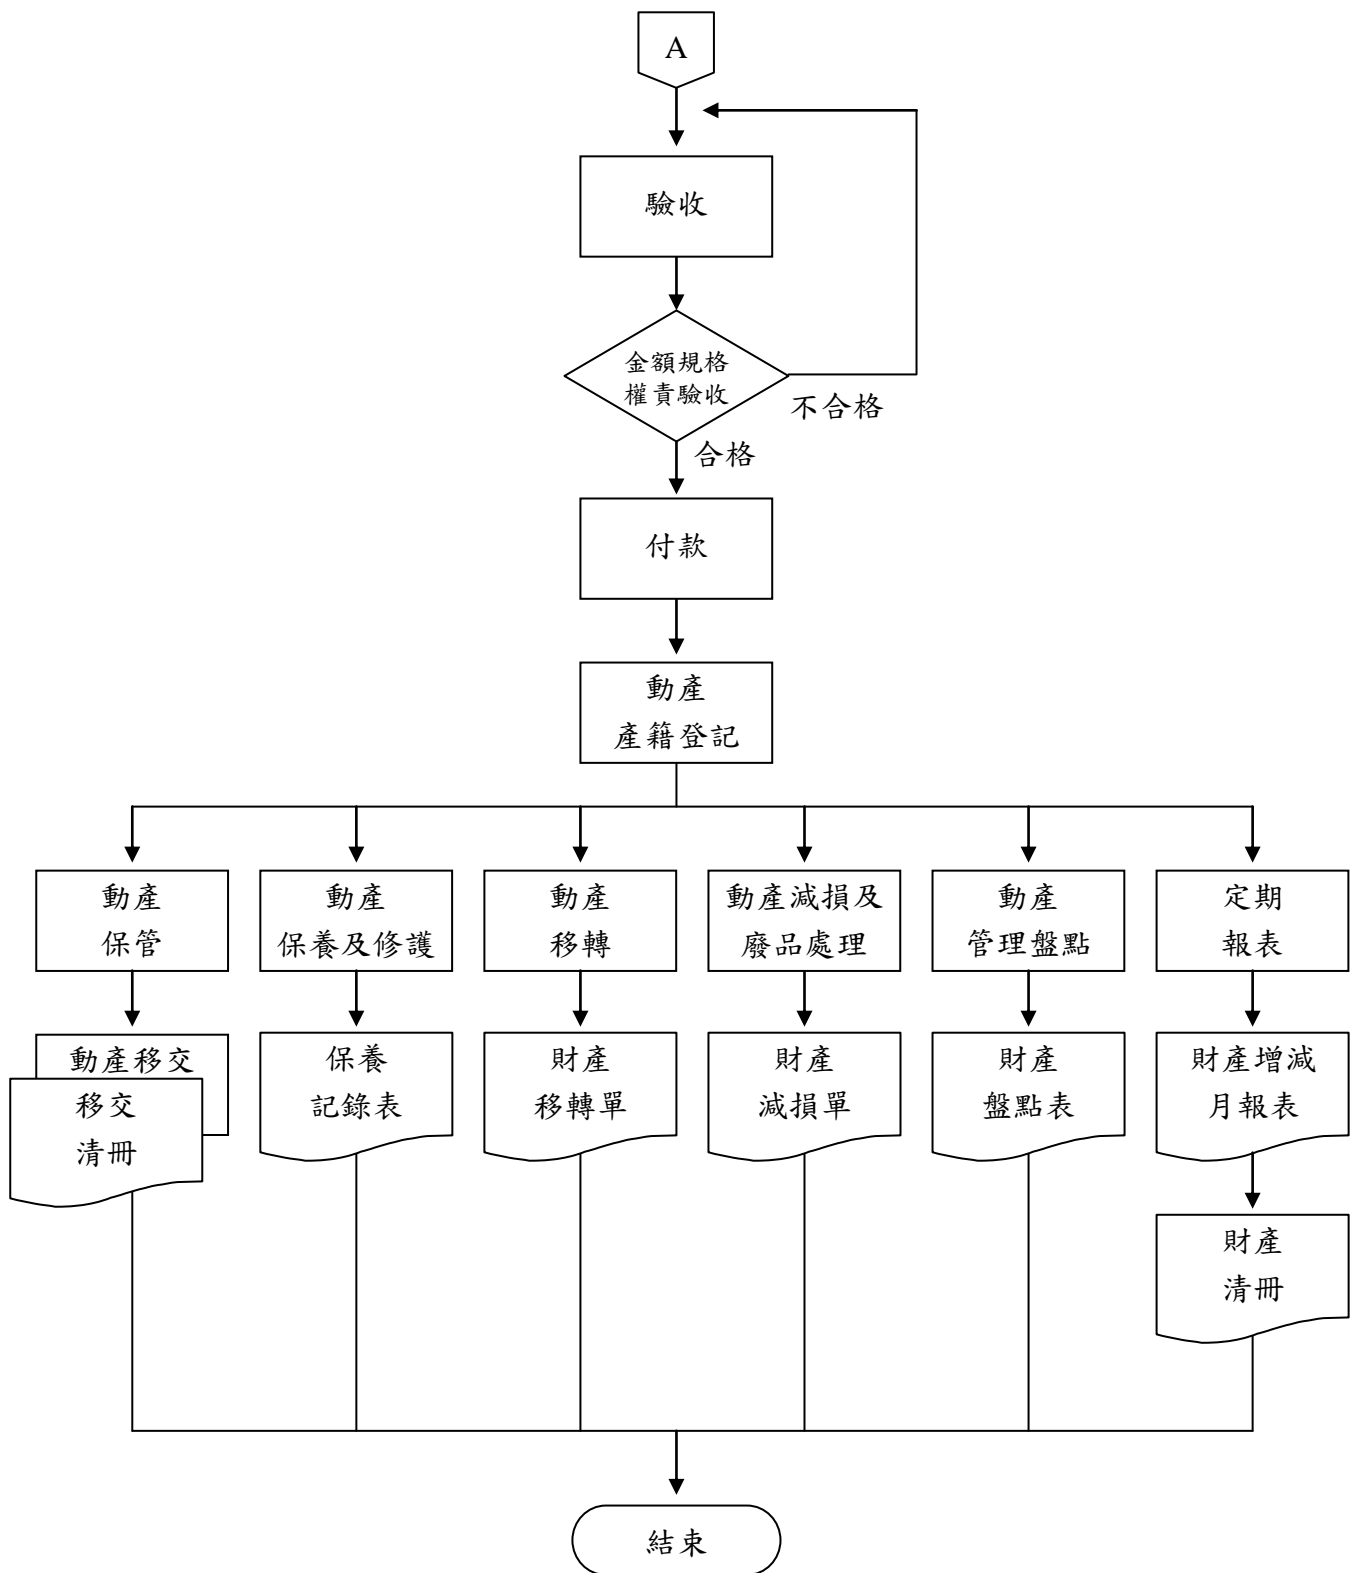 A
驗收
金額規格
權責驗收
不合格
合格
付款
動產
產籍登記
動產
保管
動產
保養及修護
動產
移轉
動產減損及
廢品處理
動產
管理盤點
定期
報表
動產移交
移交
清冊
保養
記錄表
財產
移轉單
財產
減損單
財產
盤點表
財產增減
月報表
財產
清冊
結束